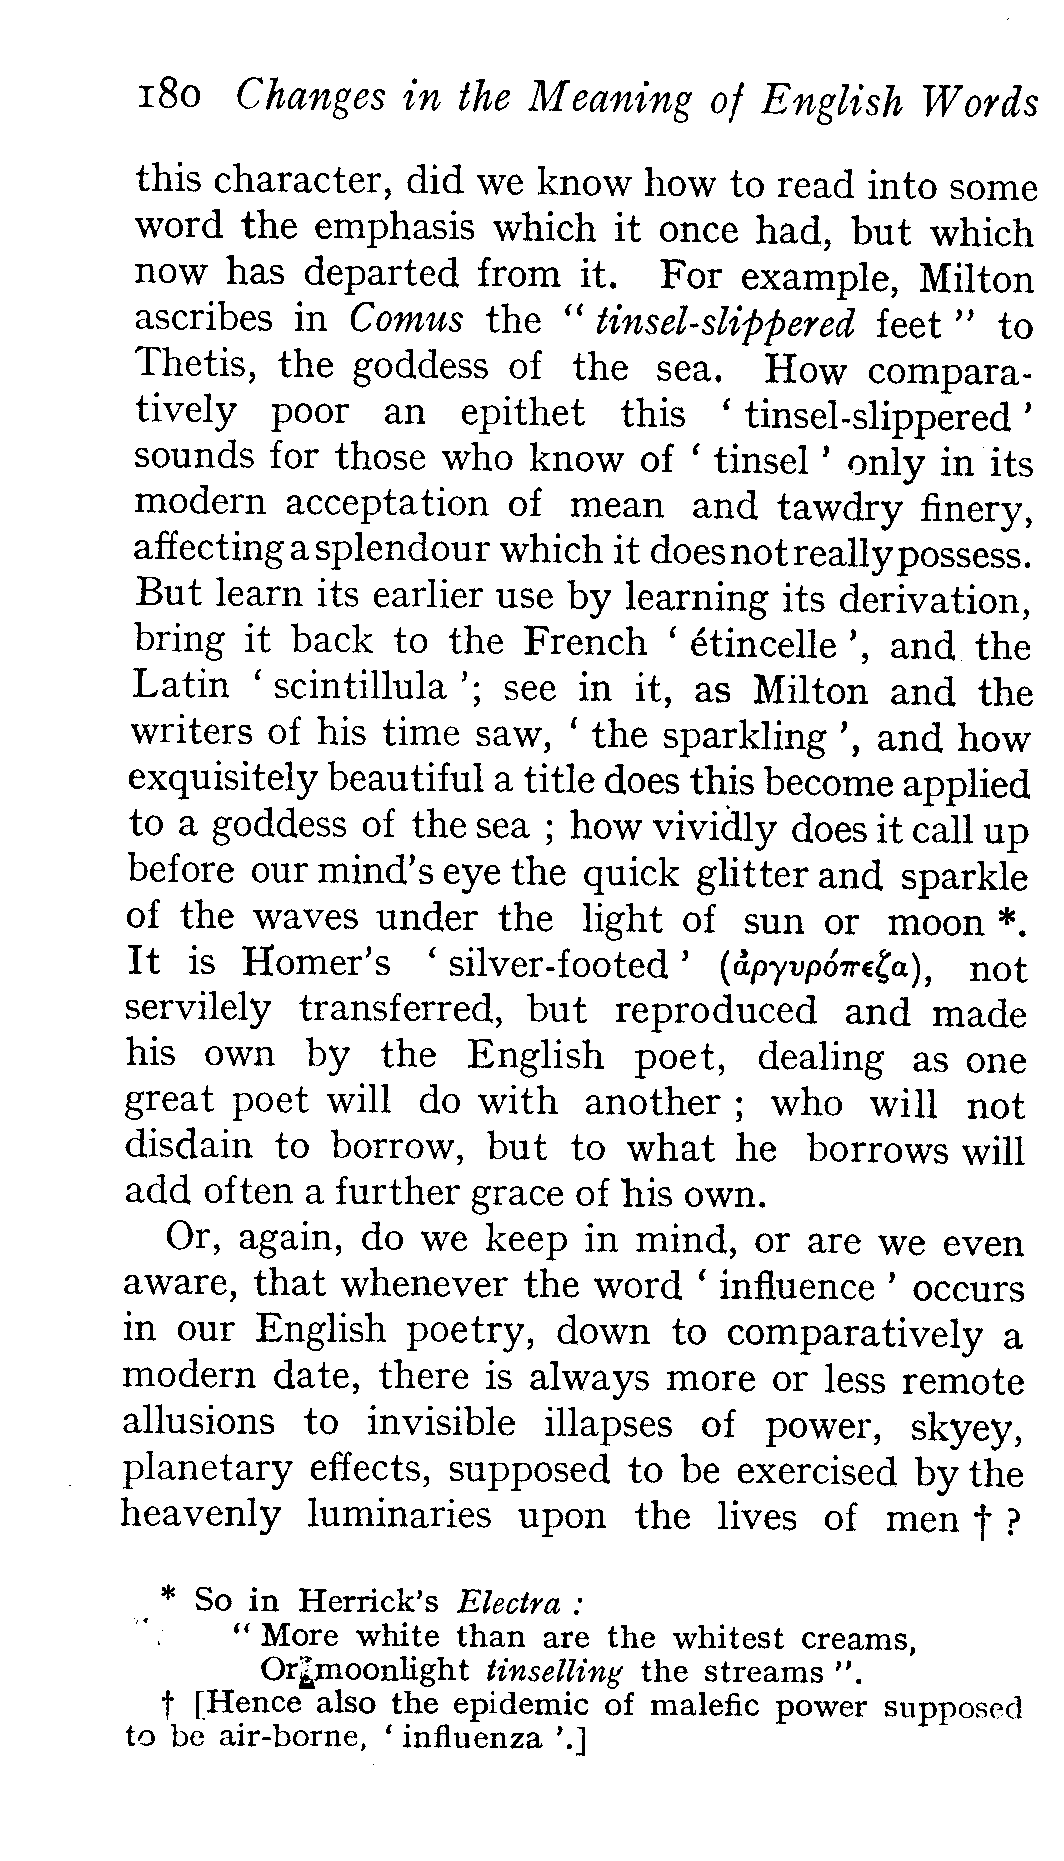 180 Changes in the Meaning of English Words
this character, did we know how to read into some
word the emphasis which it once had, but which
now has departed from it. For example, Milton
ascribes in Comus the “ tinsel-slippered feet ” to
Thetis, the goddess of the sea. How compara-
tively poor an epithet this ‘ tinsel-slippered ’
sounds for those who know of ‘ tinsel ’ only in its
modern acceptation of mean and tawdry finery,
affecting a splendour which it does not really possess.
But learn its earlier use by learning its derivation,
bring it back to the French ‘ étincelle ’, and the
Latin ‘ scintillula ’; see in it, as Milton and the
writers of his time saw, ‘ the sparkling ’, and how
exquisitely beautiful a title does this become applied
to a goddess of the sea ; how vividly does it call up
before our mind’s eye the quick glitter and sparkle
of the waves under the light of sun or moon *.
It is Homer’s ‘ silver-footed ’ (ἀργυρόπεζα), not
servilely transferred, but reproduced and made
his own by the English poet, dealing as one
great poet will do with another ; who will not
disdain to borrow, but to what he borrows will
add often a further grace of his own.
Or, again, do we keep in mind, or are we even
aware, that whenever the word ‘ influence ’ occurs
in our English poetry, down to comparatively a
modern date, there is always more or less remote
allusions to invisible illapses of power, skyey,
planetary effects, supposed to be exercised by the
heavenly luminaries upon the lives of men † ?
* So in Herrick’s Electra :
“ More white than are the whitest creams,
Or moonlight tinselling the streams ”.
† [Hence also the epidemic of malefic power supposed
to be air-borne, ‘ influenza ’.]